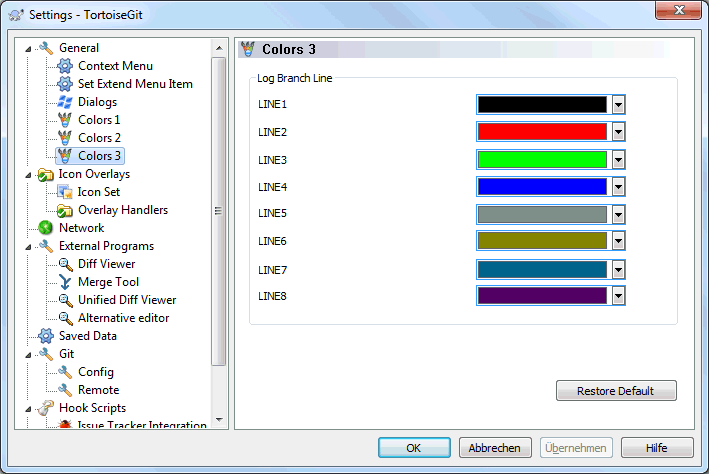 Settings - TortoiseGit
General
Context Menu
Set Extend Menu Item
Dialogs
Colors 1
Colors 2
Colors 3
Icon Overlays
Icon Set
Overlay Handlers
Network
External Programs
Diff Viewer
Merge Tool
Unified Diff Viewer
Alternative editor
Saved Data
Git
Config
Remote
Hook Scripts
Issue Tracker Integration
Colors 3
Log Branch Line
LINE1
LINE2
LINE3
LINE4
LINE5
LINE6
LINE7
LINE8
Restore Default
OK Abbrechen Übernehmen Hilfe